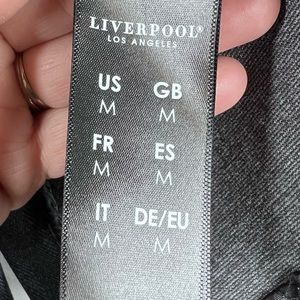 LIVERPOOL®
LOS ANGELES
US GB
M M
FR ES
M M
IT DE/EU
M M